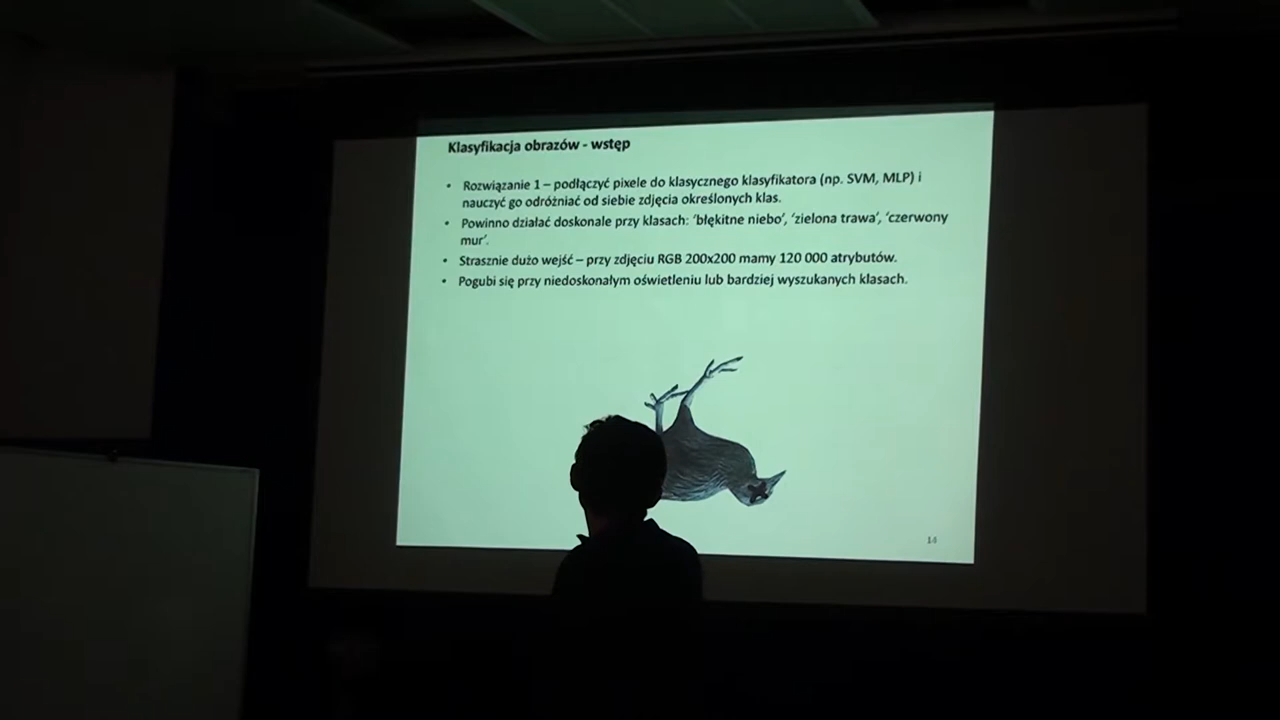 Klasyfikacja obrazów - wstęp
• Rozwiązanie 1 – podłączyć pixele do klasycznego klasyfikatora (np. SVM, MLP) i
nauczyć go odróżniać od siebie zdjęcia określonych klas.
• Powinno działać doskonale przy klasach: 'błękitne niebo', 'zielona trawa', 'czerwony
mur'.
• Strasznie dużo wejść – przy zdjęciu RGB 200x200 mamy 120 000 atrybutów.
• Pogubi się przy niedoskonałym oświetleniu lub bardziej wyszukanych klasach.
14